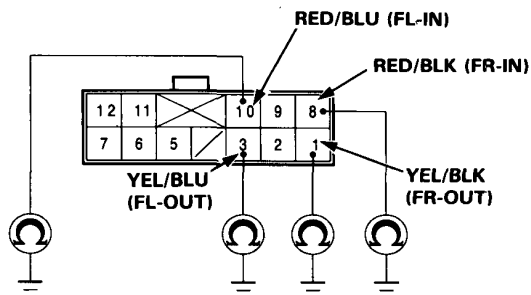 RED/BLU (FL-IN)
RED/BLK (FR-IN)
12 11 10 9 8
7 6 5 3 2 1
YEL/BLU
(FL-OUT)
YEL/BLK
(FR-OUT)
Ω Ω Ω Ω